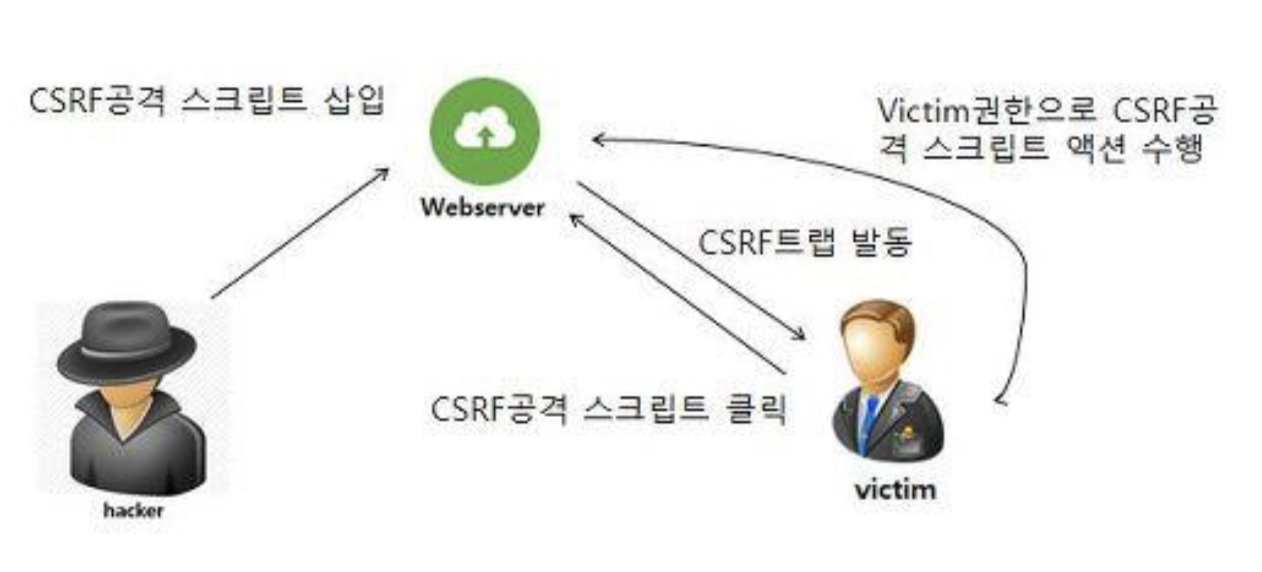 CSRF공격 스크립트 삽입
Webserver
Victim권한으로 CSRF공
격 스크립트 액션 수행
CSRF트랩 발동
CSRF공격 스크립트 클릭
victim
hacker